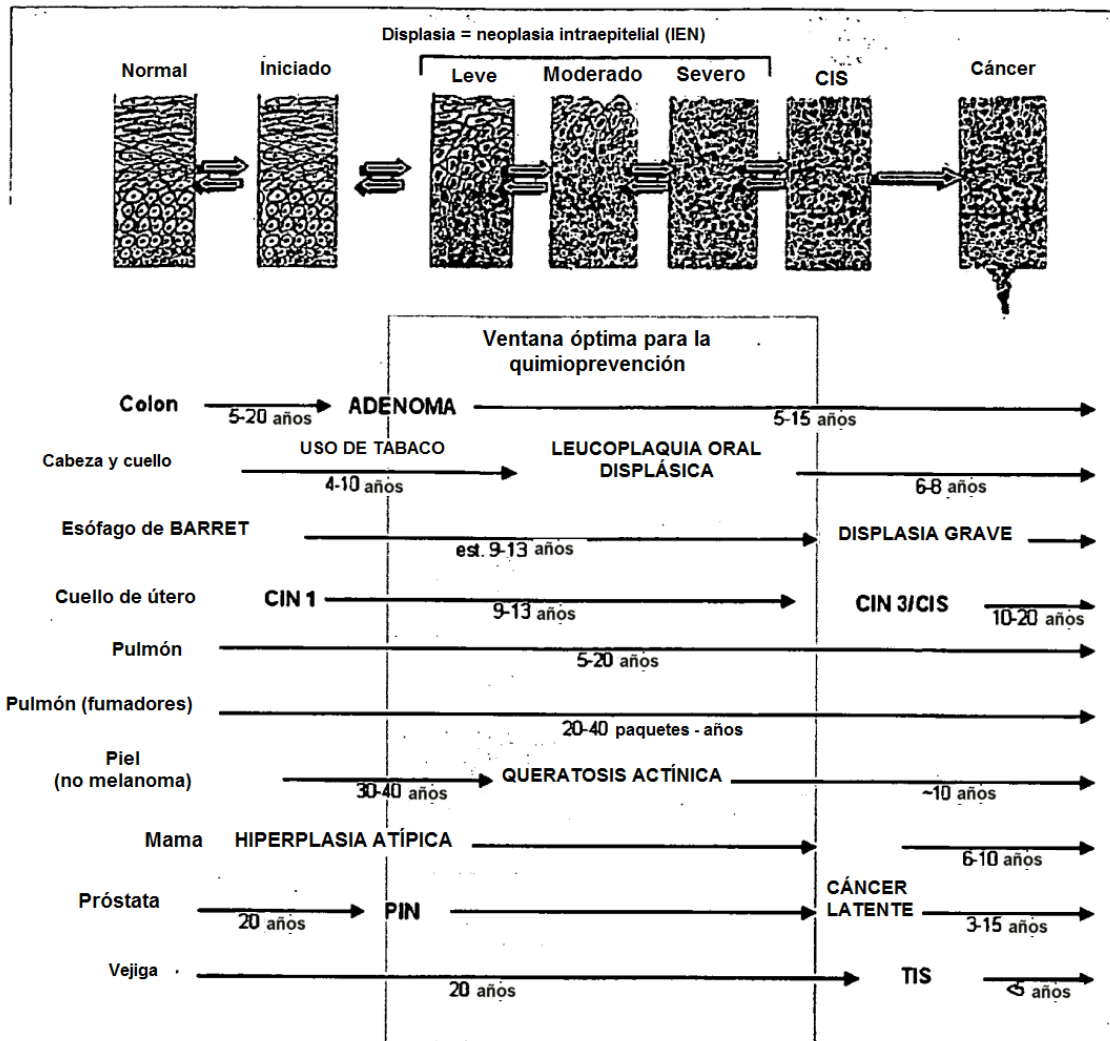 Displasia = neoplasia intraepitelial (IEN)
Normal
Iniciado
Leve
Moderado
Severo
CIS
Cáncer
Ventana óptima para la
quimioprevención
Colon
5-20 años
ADENOMA
5-15 años
Cabeza y cuello
USO DE TABACO
4-10 años
LEUCOPLAQUIA ORAL
DISPLÁSICA
6-8 años
Esófago de BARRET
est. 9-13 años
DISPLASIA GRAVE
Cuello de útero
CIN 1
9-13 años
CIN 3/CIS
10-20 años
Pulmón
5-20 años
Pulmón (fumadores)
20-40 paquetes - años
Piel
(no melanoma)
30-40 años
QUERATOSIS ACTÍNICA
~10 años
Mama
HIPERPLASIA ATÍPICA
6-10 años
Próstata
20 años
PIN
CÁNCER
LATENTE
3-15 años
Vejiga
20 años
TIS
años